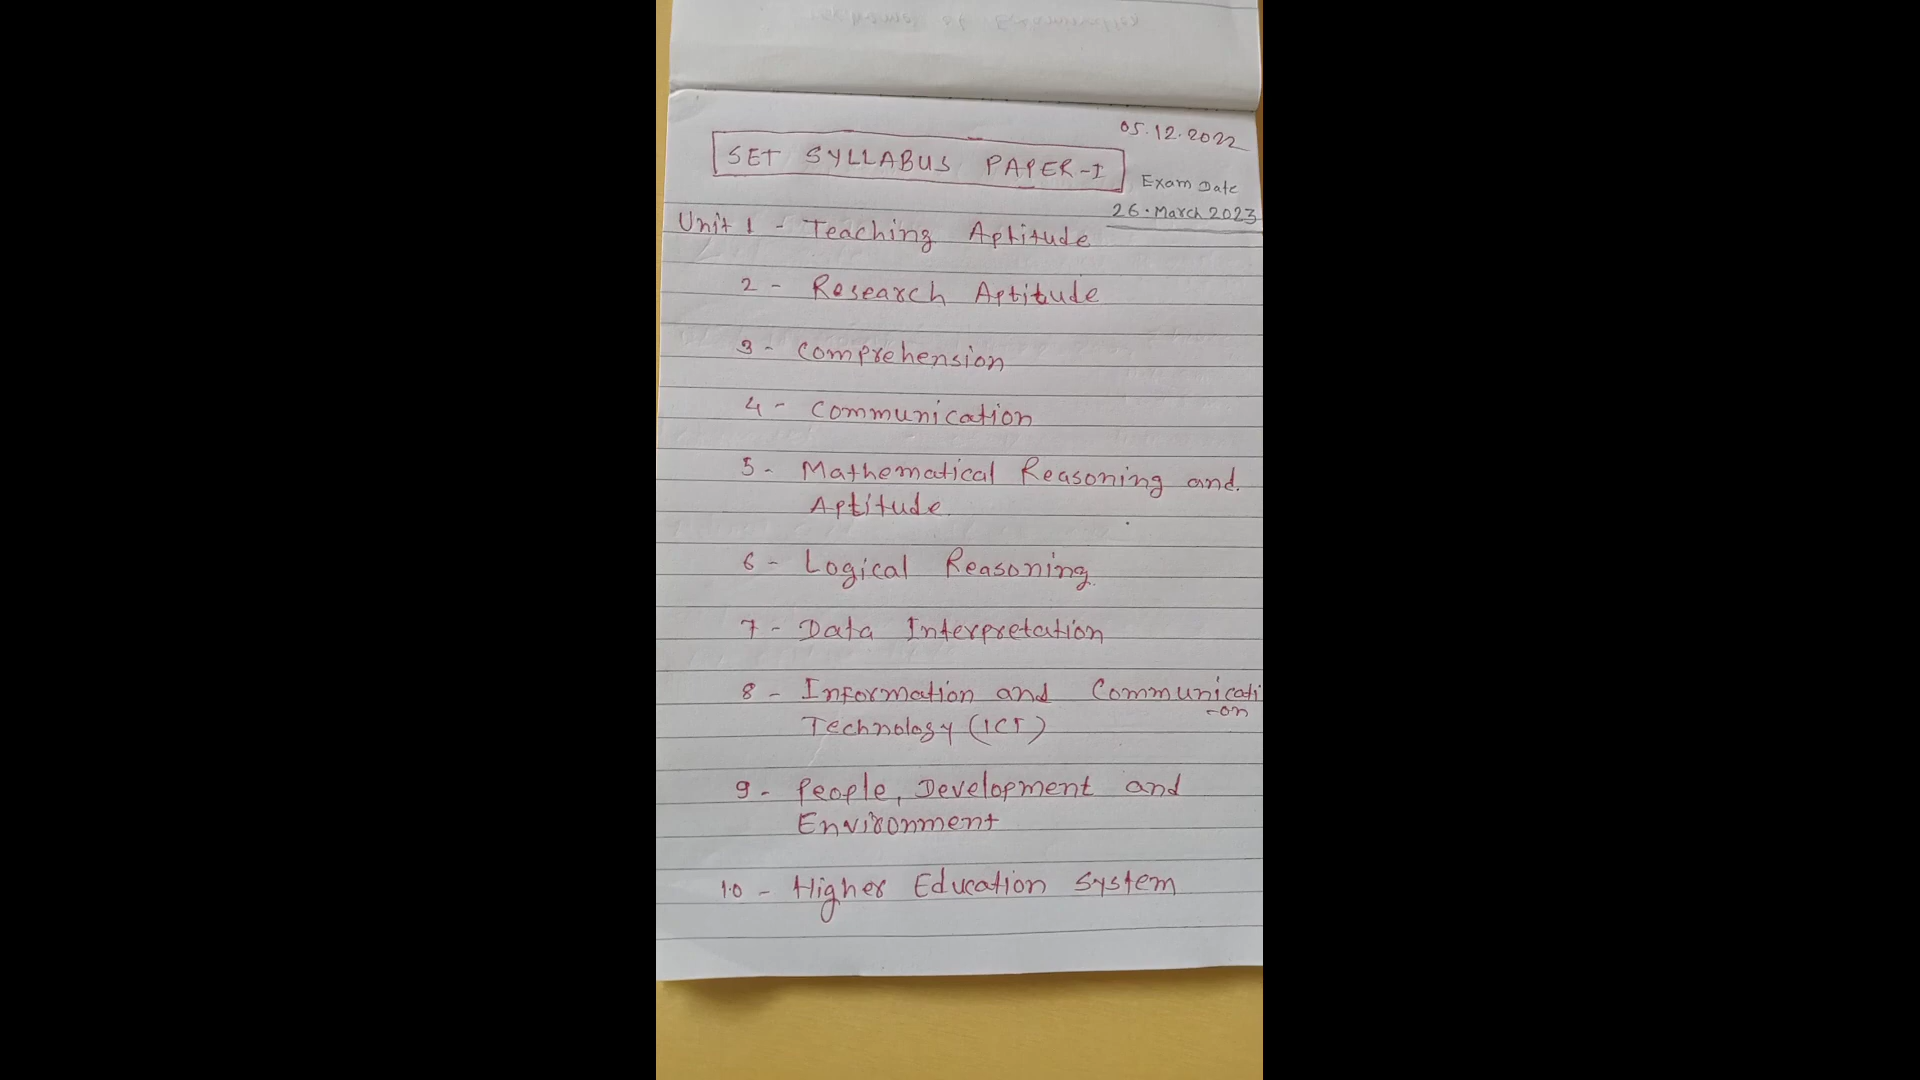 05.12.2022
SET SYLLABUS PAPER-I
Exam Date
26. March 2023
Unit 1 - Teaching Aptitude
2 - Research Aptitude
3 - Comprehension
4 - Communication
5 - Mathematical Reasoning and
Aptitude
6 - Logical Reasoning
7 - Data Interpretation
8 - Information and Communicati
-on
Technology (ICT)
9 - People, Development and
Environment
10 - Higher Education System